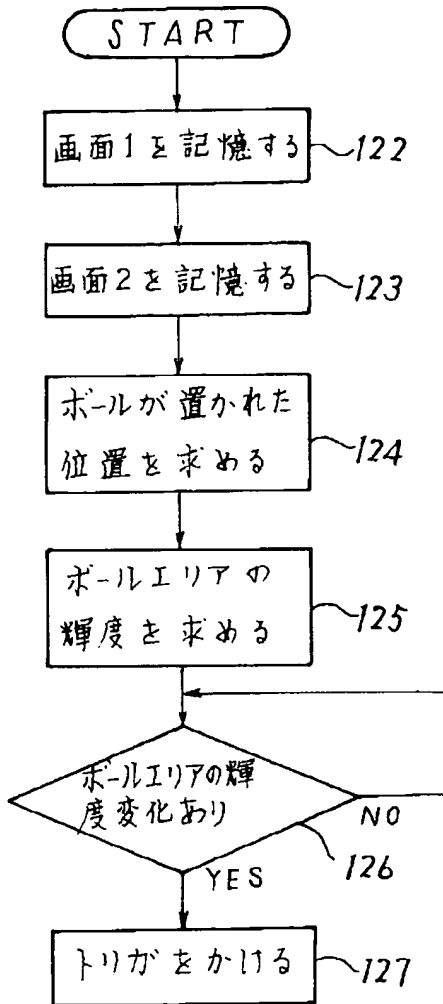 START
画面1を記憶する
122
画面2を記憶する
123
ボールが置かれた
位置を求める
124
ボールエリアの
輝度を求める
125
ボールエリアの輝
度変化あり
NO
126
YES
トリガをかける
127